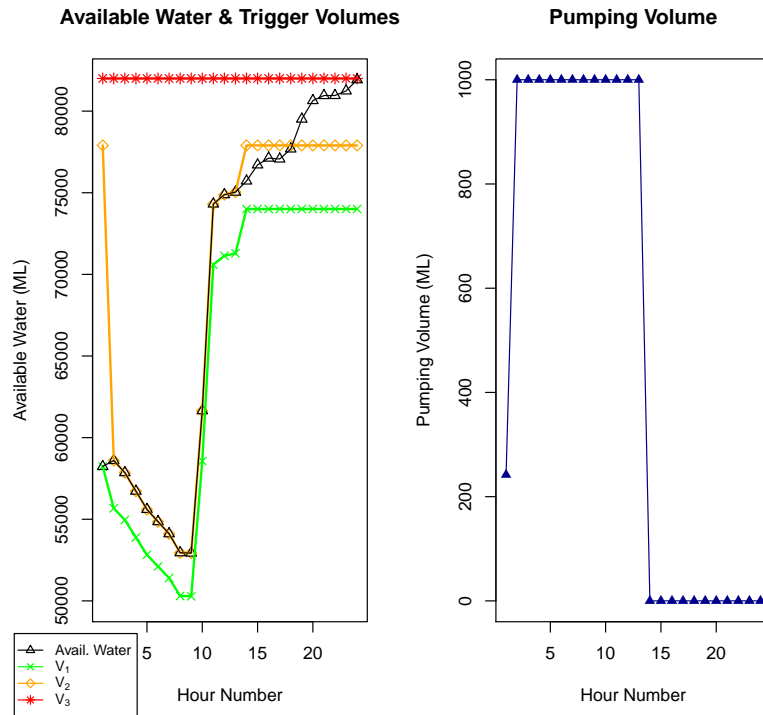 Available Water & Trigger Volumes
Pumping Volume
Available Water (ML)
50000
55000
60000
65000
70000
75000
80000
Pumping Volume (ML)
0
200
400
600
800
1000
5 10 15 20
5 10 15 20
Hour Number
Hour Number
Avail. Water
V₁
V₂
V₃